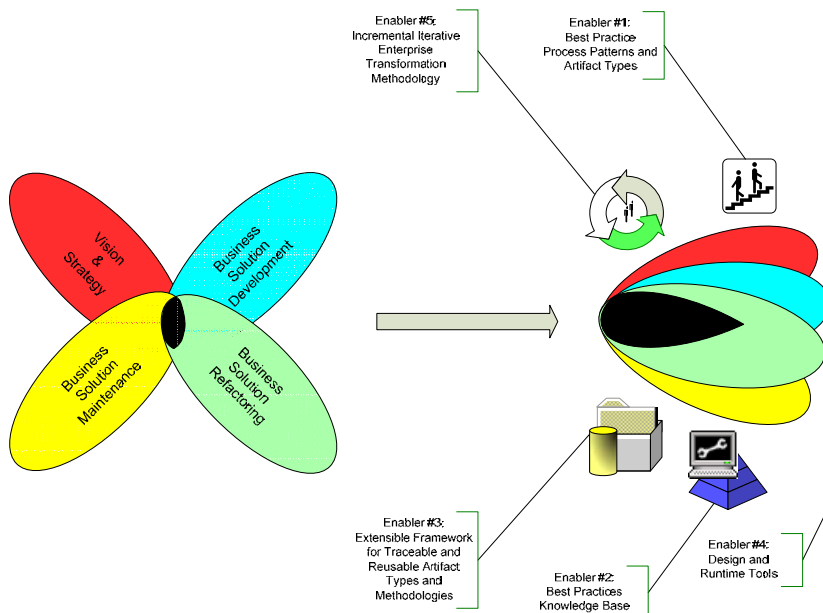 Enabler #5:
Incremental Iterative
Enterprise
Transformation
Methodology
Enabler #1:
Best Practice
Process Patterns and
Artifact Types
Vision
&
Strategy
Business
Solution
Development
Business
Solution
Maintenance
Business
Solution
Refactoring
Enabler #3:
Extensible Framework
for Traceable and
Reusable Artifact
Types and
Methodologies
Enabler #2:
Best Practices
Knowledge Base
Enabler #4:
Design and
Runtime Tools